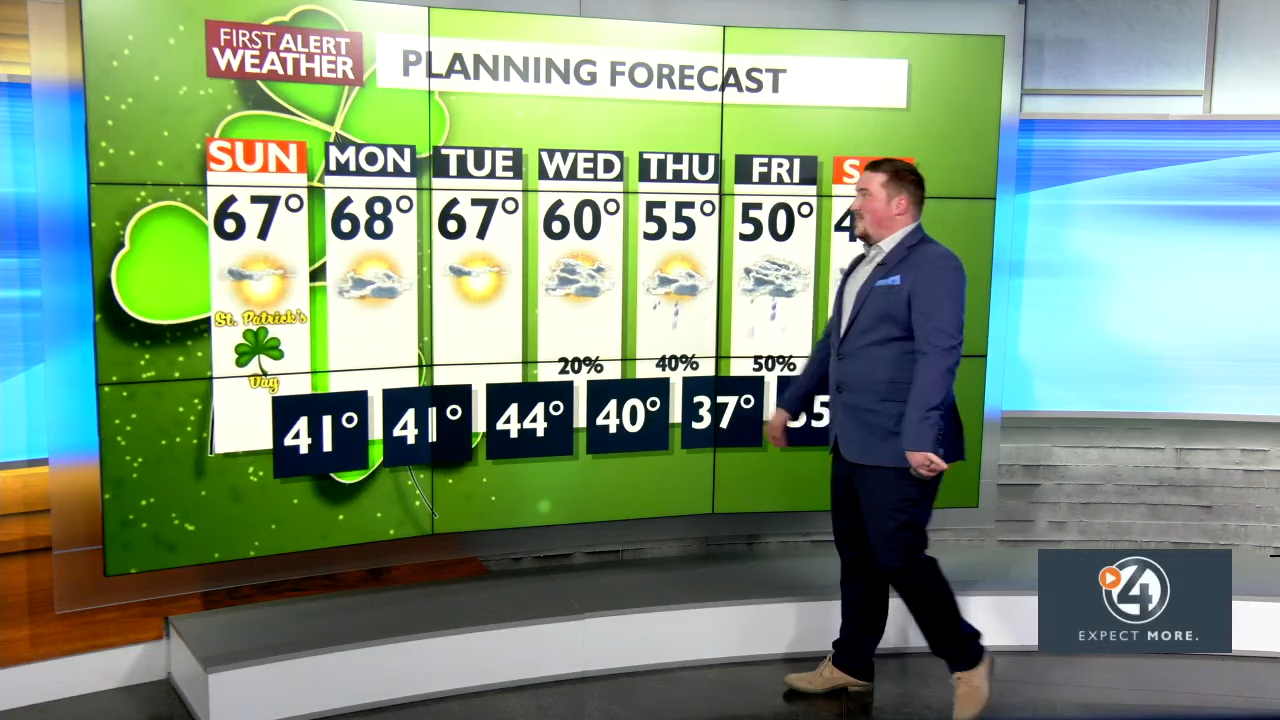 FIRST ALERT
WEATHER
PLANNING FORECAST
SUN MON TUE WED THU FRI
67° 68° 67° 60° 55° 50°
St. Patrick's
Day
20% 40% 50%
41° 41° 44° 40° 37°
4
EXPECT MORE.